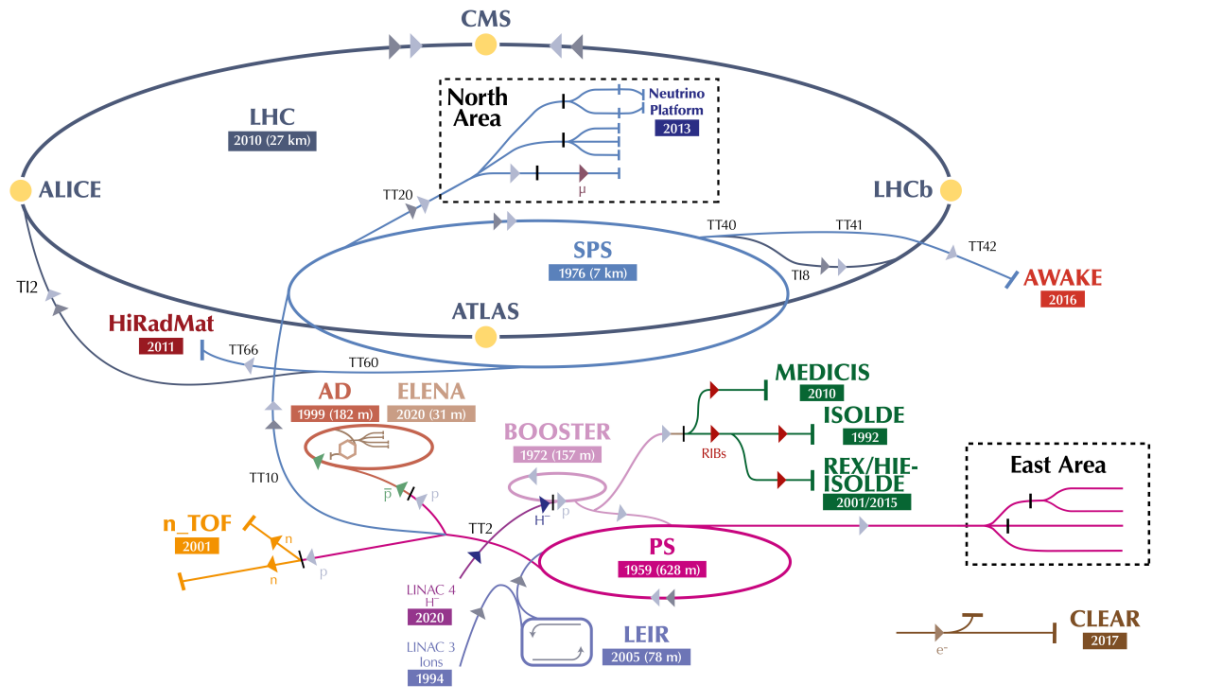 CMS
North
Area
Neutrino
Platform
2013
LHC
2010 (27 km)
ALICE
LHCb
TT20
μ
TT40
TT41
TT42
SPS
1976 (7 km)
TI8
AWAKE
2016
TI2
ATLAS
HiRadMat
2011
TT66
TT60
AD
1999 (182 m)
ELENA
2020 (31 m)
MEDICIS
2010
ISOLDE
1992
BOOSTER
1972 (157 m)
RIBs
REX/HIE-
ISOLDE
2001/2015
East Area
TT10
p̅
p
H⁻
p
n_TOF
2001
n
n
p
TT2
PS
1959 (628 m)
LINAC 4
H⁻
2020
LINAC 3
Ions
1994
LEIR
2005 (78 m)
CLEAR
2017
e⁻